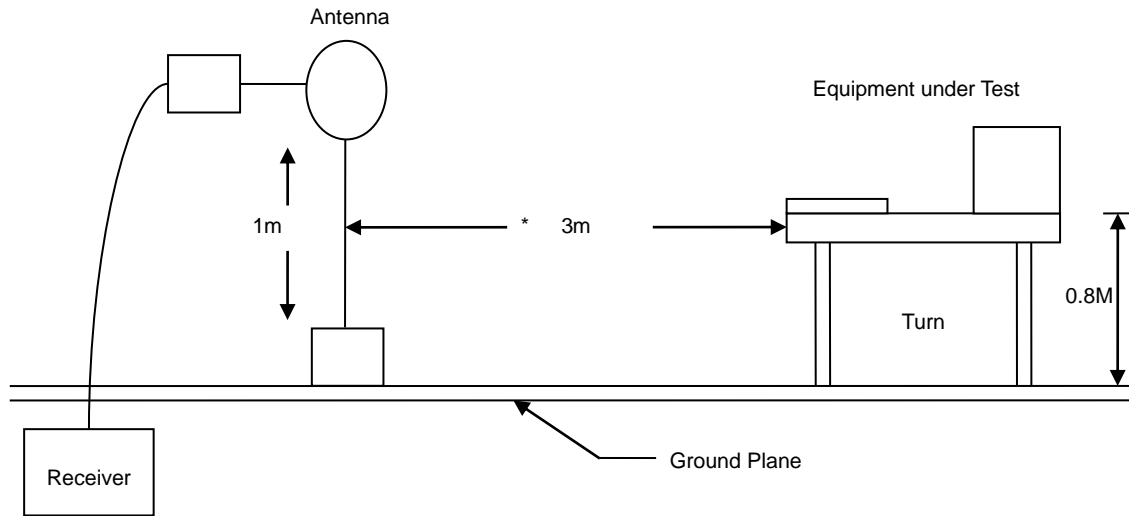 Antenna
Equipment under Test
1m
* 3m
0.8M
Turn
Ground Plane
Receiver